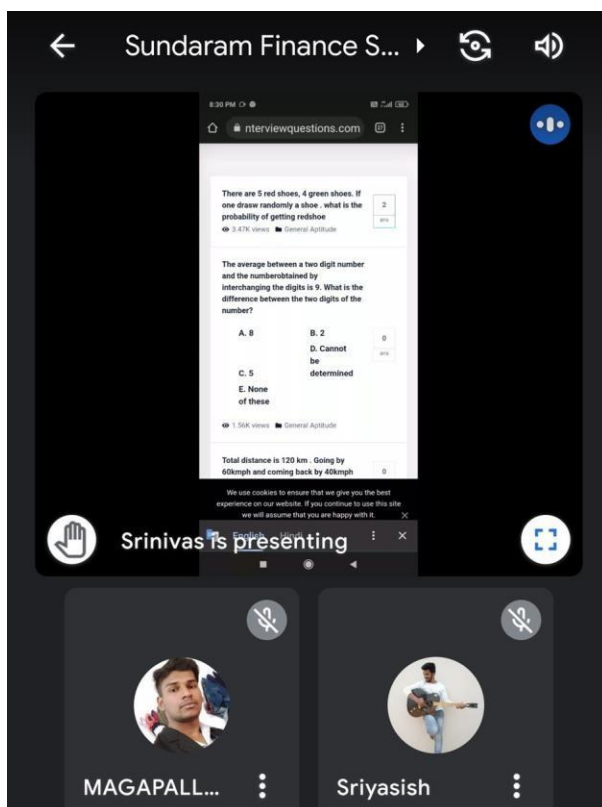 Sundaram Finance S...
8:30 PM
nterviewquestions.com
There are 5 red shoes, 4 green shoes. If
one drasw randomly a shoe . what is the
probability of getting redshoe
2
ans
3.47K views General Aptitude
The average between a two digit number
and the numberobtained by
interchanging the digits is 9. What is the
difference between the two digits of the
number?
A. 8 B. 2
D. Cannot
be
C. 5 determined
E. None
of these
0
ans
1.56K views General Aptitude
Total distance is 120 km . Going by
60kmph and coming back by 40kmph
0
We use cookies to ensure that we give you the best
experience on our website. If you continue to use this site
we will assume that you are happy with it.
English Hindi
Srinivas is presenting
MAGAPALL...
Sriyasish